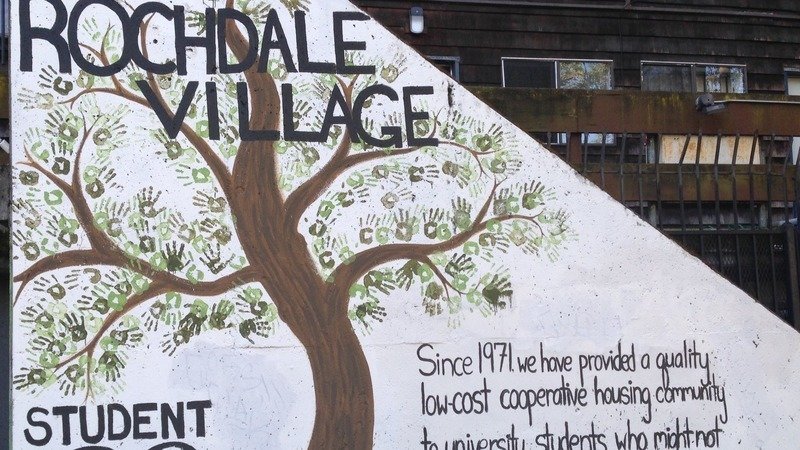 ROCHDALE
VILLAGE
Since 1971 we have provided a quality
low-cost cooperative housing community
to university students who might not
STUDENT